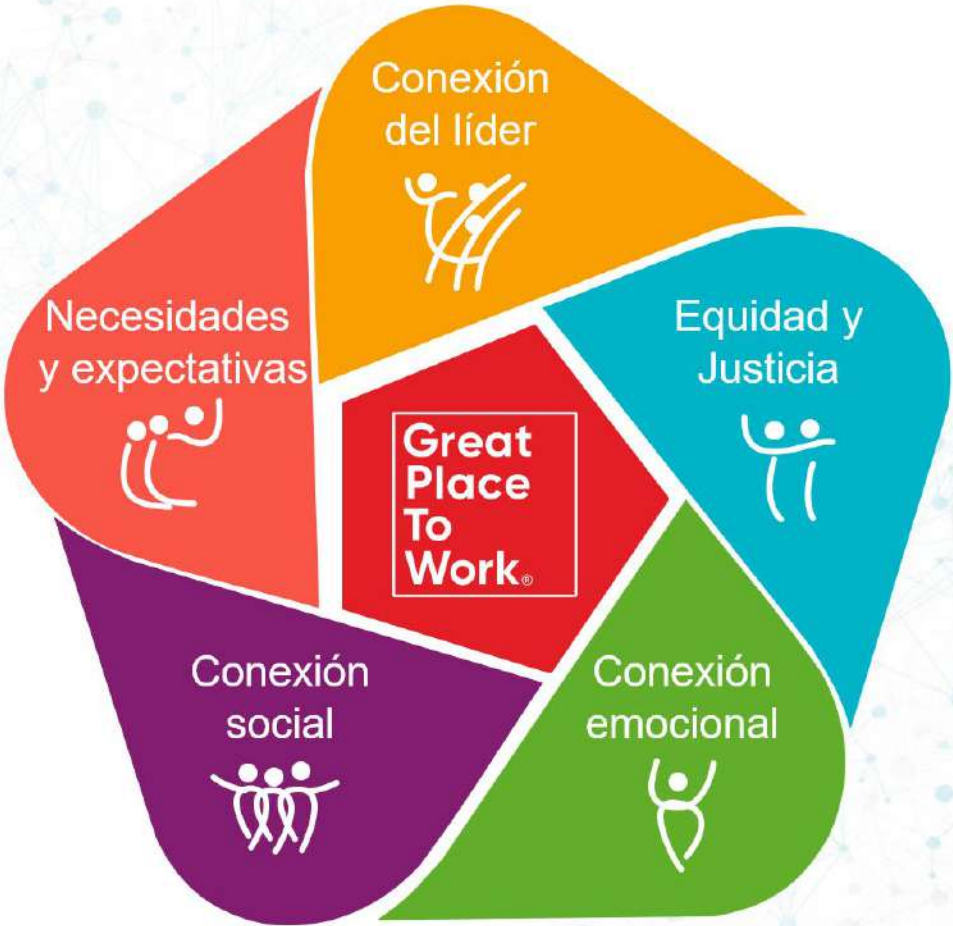 Conexión
del líder
Necesidades
y expectativas
Equidad y
Justicia
Great
Place
To
Work®
Conexión
social
Conexión
emocional